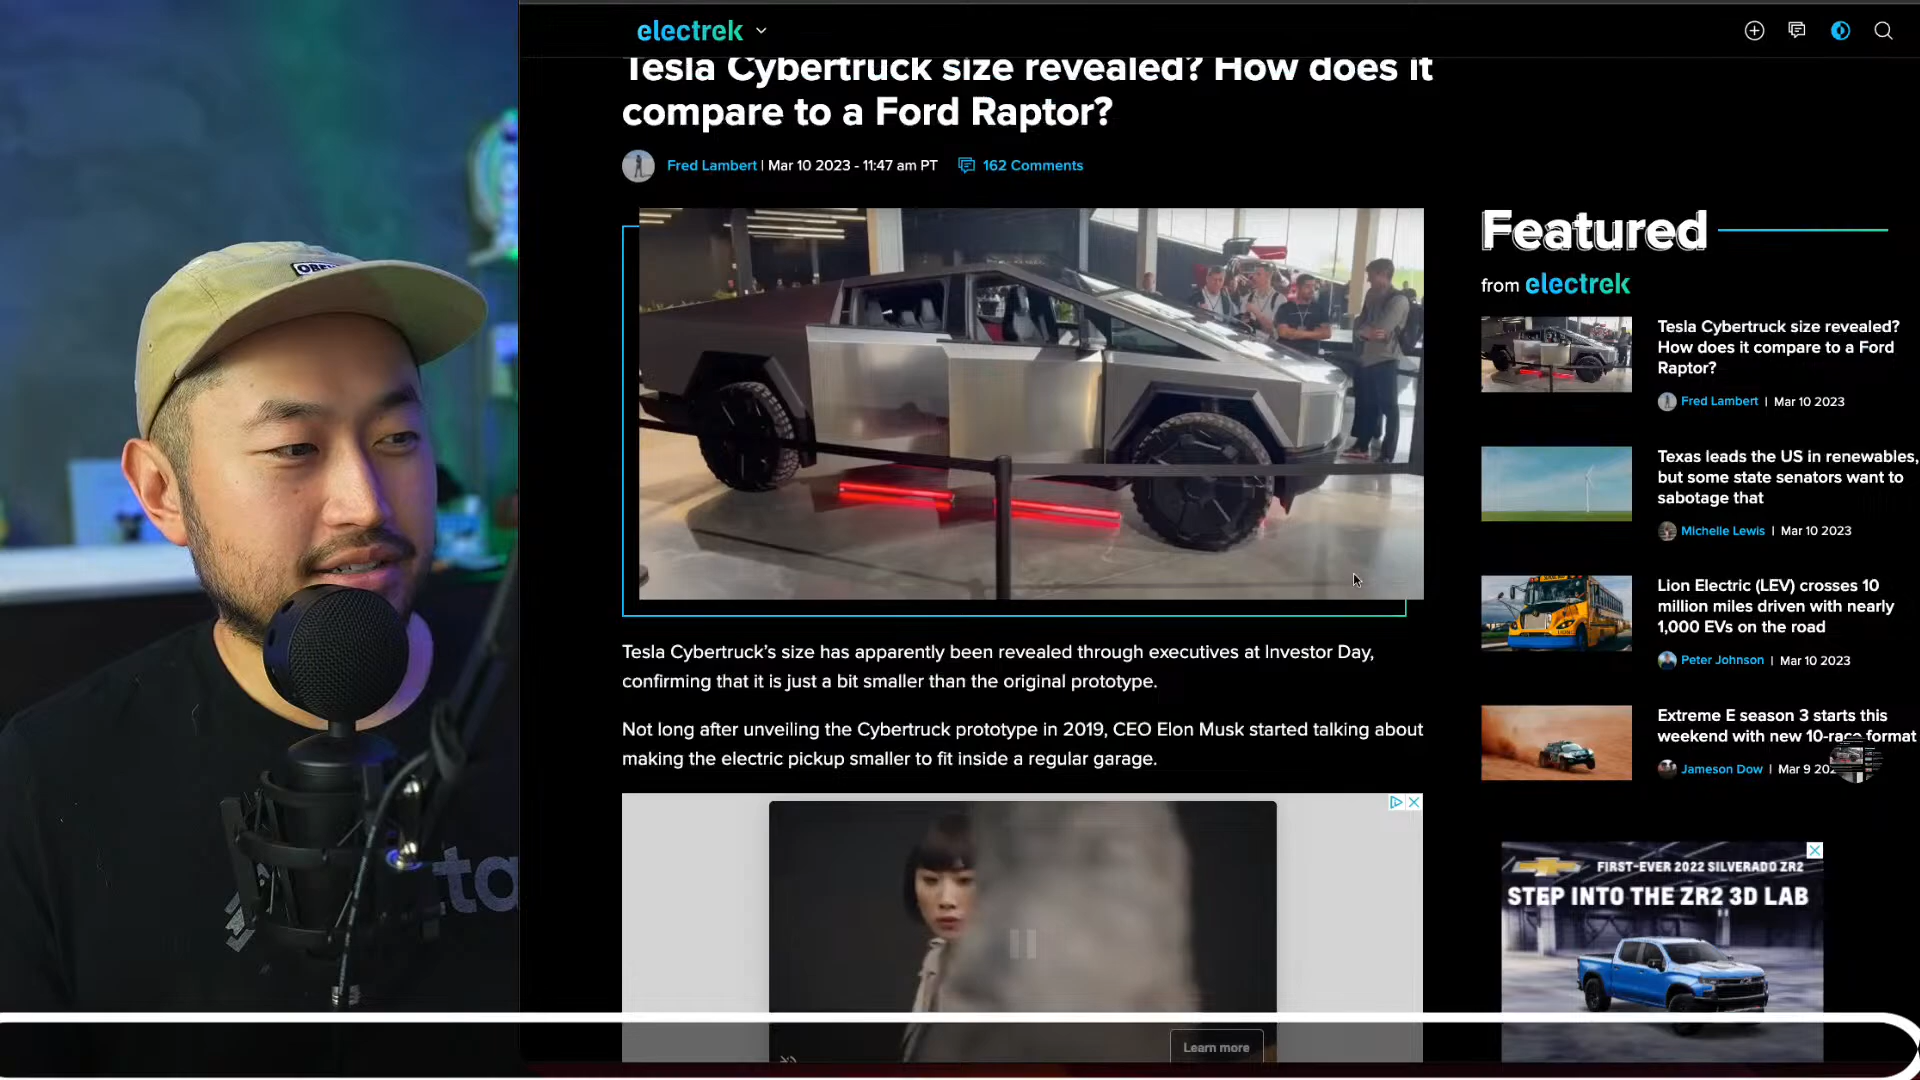 electrek
Tesla Cybertruck size revealed? How does it
compare to a Ford Raptor?
Fred Lambert | Mar 10 2023 - 11:47 am PT 162 Comments
Tesla Cybertruck's size has apparently been revealed through executives at Investor Day,
confirming that it is just a bit smaller than the original prototype.
Not long after unveiling the Cybertruck prototype in 2019, CEO Elon Musk started talking about
making the electric pickup smaller to fit inside a regular garage.
Learn more
Featured
from electrek
Tesla Cybertruck size revealed?
How does it compare to a Ford
Raptor?
Fred Lambert | Mar 10 2023
Texas leads the US in renewables,
but some state senators want to
sabotage that
Michelle Lewis | Mar 10 2023
Lion Electric (LEV) crosses 10
million miles driven with nearly
1,000 EVs on the road
Peter Johnson | Mar 10 2023
Extreme E season 3 starts this
weekend with new 10-race format
Jameson Dow | Mar 9
FIRST-EVER 2022 SILVERADO ZR2
STEP INTO THE ZR2 3D LAB